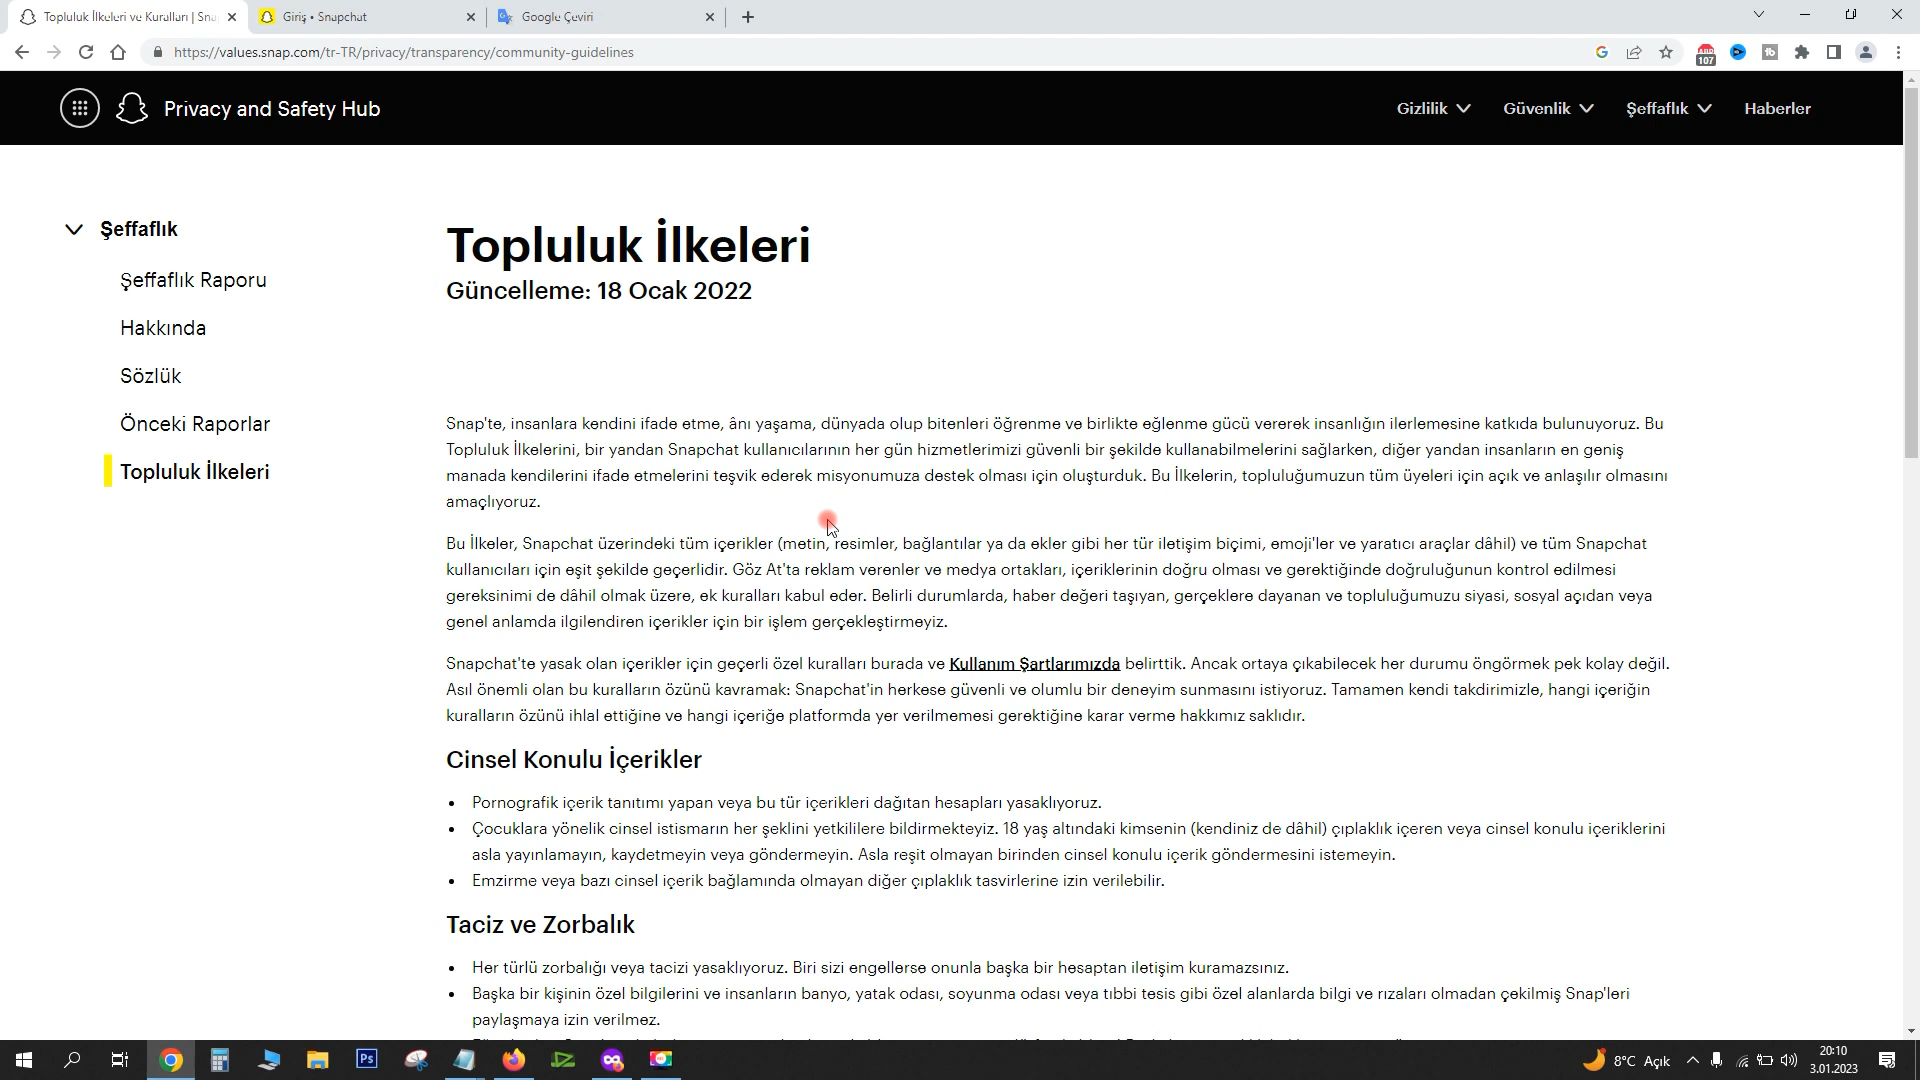 Topluluk İlkeleri ve Kuralları | Sna
Giriş • Snapchat
Google Çeviri
https://values.snap.com/tr-TR/privacy/transparency/community-guidelines
107
Privacy and Safety Hub
Gizlilik
Güvenlik
Şeffaflık
Haberler
Şeffaflık
Şeffaflık Raporu
Hakkında
Sözlük
Önceki Raporlar
Topluluk İlkeleri
Topluluk İlkeleri
Güncelleme: 18 Ocak 2022
Snap'te, insanlara kendini ifade etme, ânı yaşama, dünyada olup bitenleri öğrenme ve birlikte eğlenme gücü vererek insanlığın ilerlemesine katkıda bulunuyoruz. Bu
Topluluk İlkelerini, bir yandan Snapchat kullanıcılarının her gün hizmetlerimizi güvenli bir şekilde kullanabilmelerini sağlarken, diğer yandan insanların en geniş
manada kendilerini ifade etmelerini teşvik ederek misyonumuza destek olması için oluşturduk. Bu İlkelerin, topluluğumuzun tüm üyeleri için açık ve anlaşılır olmasını
amaçlıyoruz.
Bu İlkeler, Snapchat üzerindeki tüm içerikler (metin, resimler, bağlantılar ya da ekler gibi her tür iletişim biçimi, emoji'ler ve yaratıcı araçlar dâhil) ve tüm Snapchat
kullanıcıları için eşit şekilde geçerlidir. Göz At'ta reklam verenler ve medya ortakları, içeriklerinin doğru olması ve gerektiğinde doğruluğunun kontrol edilmesi
gereksinimi de dâhil olmak üzere, ek kuralları kabul eder. Belirli durumlarda, haber değeri taşıyan, gerçeklere dayanan ve topluluğumuzu siyasi, sosyal açıdan veya
genel anlamda ilgilendiren içerikler için bir işlem gerçekleştirmeyiz.
Snapchat'te yasak olan içerikler için geçerli özel kuralları burada ve Kullanım Şartlarımızda belirttik. Ancak ortaya çıkabilecek her durumu öngörmek pek kolay değil.
Asıl önemli olan bu kuralların özünü kavramak: Snapchat'in herkese güvenli ve olumlu bir deneyim sunmasını istiyoruz. Tamamen kendi takdirimizle, hangi içeriğin
kuralların özünü ihlal ettiğine ve hangi içeriğe platformda yer verilmemesi gerektiğine karar verme hakkımız saklıdır.
Cinsel Konulu İçerikler
• Pornografik içerik tanıtımı yapan veya bu tür içerikleri dağıtan hesapları yasaklıyoruz.
• Çocuklara yönelik cinsel istismarın her şeklini yetkililere bildirmekteyiz. 18 yaş altındaki kimsenin (kendiniz de dâhil) çıplaklık içeren veya cinsel konulu içeriklerini
asla yayınlamayın, kaydetmeyin veya göndermeyin. Asla reşit olmayan birinden cinsel konulu içerik göndermesini istemeyin.
• Emzirme veya bazı cinsel içerik bağlamında olmayan diğer çıplaklık tasvirlerine izin verilebilir.
Taciz ve Zorbalık
• Her türlü zorbalığı veya tacizi yasaklıyoruz. Biri sizi engellerse onunla başka bir hesaptan iletişim kuramazsınız.
• Başka bir kişinin özel bilgilerini ve insanların banyo, yatak odası, soyunma odası veya tıbbi tesis gibi özel alanlarda bilgi ve rızaları olmadan çekilmiş Snap'leri
paylaşmaya izin verilmez.
Ps
8°C Açık
20:10
3.01.2023